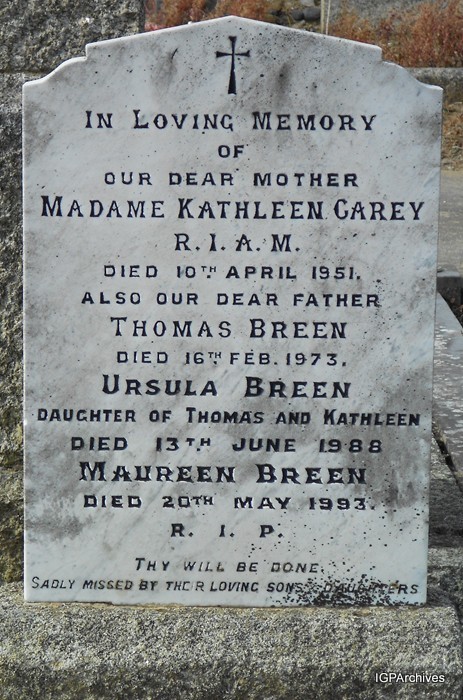 In Loving Memory
OF
OUR DEAR MOTHER
Madame Kathleen Carey
R. I. A. M.
DIED 10TH APRIL 1951.
ALSO OUR DEAR FATHER
Thomas Breen
DIED 16TH FEB. 1973.
Ursula Breen
DAUGHTER OF THOMAS AND KATHLEEN
DIED 13TH JUNE 1988
Maureen Breen
DIED 20TH MAY 1993.
R. I. P.
THY WILL BE DONE.
SADLY MISSED BY THEIR LOVING SONS & DAUGHTERS
IGPArchives